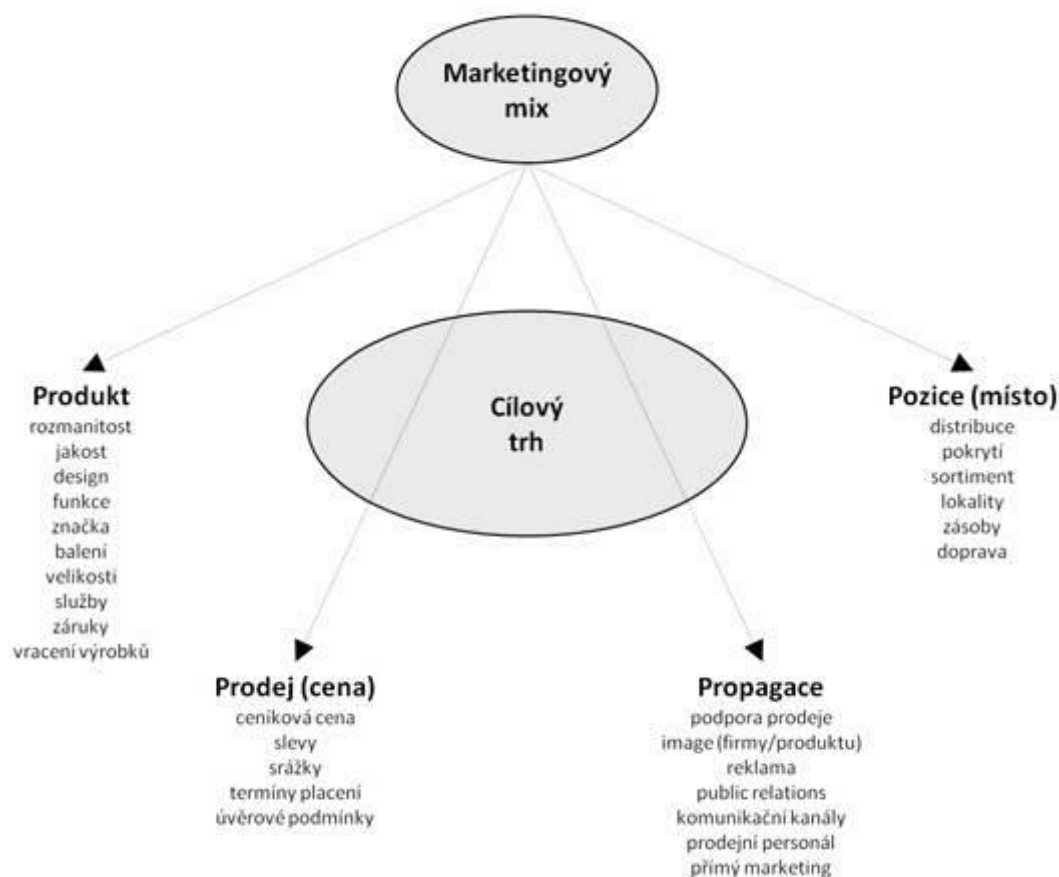 Marketingový
mix
Cílový
trh
Produkt
rozmanitost
jakost
design
funkce
značka
balení
velikosti
služby
záruky
vracení výrobků
Prodej (cena)
ceníková cena
slevy
srážky
termíny placení
úvěrové podmínky
Propagace
podpora prodeje
image (firmy/produktu)
reklama
public relations
komunikační kanály
prodejní personál
přímý marketing
Pozice (místo)
distribuce
pokrytí
sortiment
lokality
zásoby
doprava